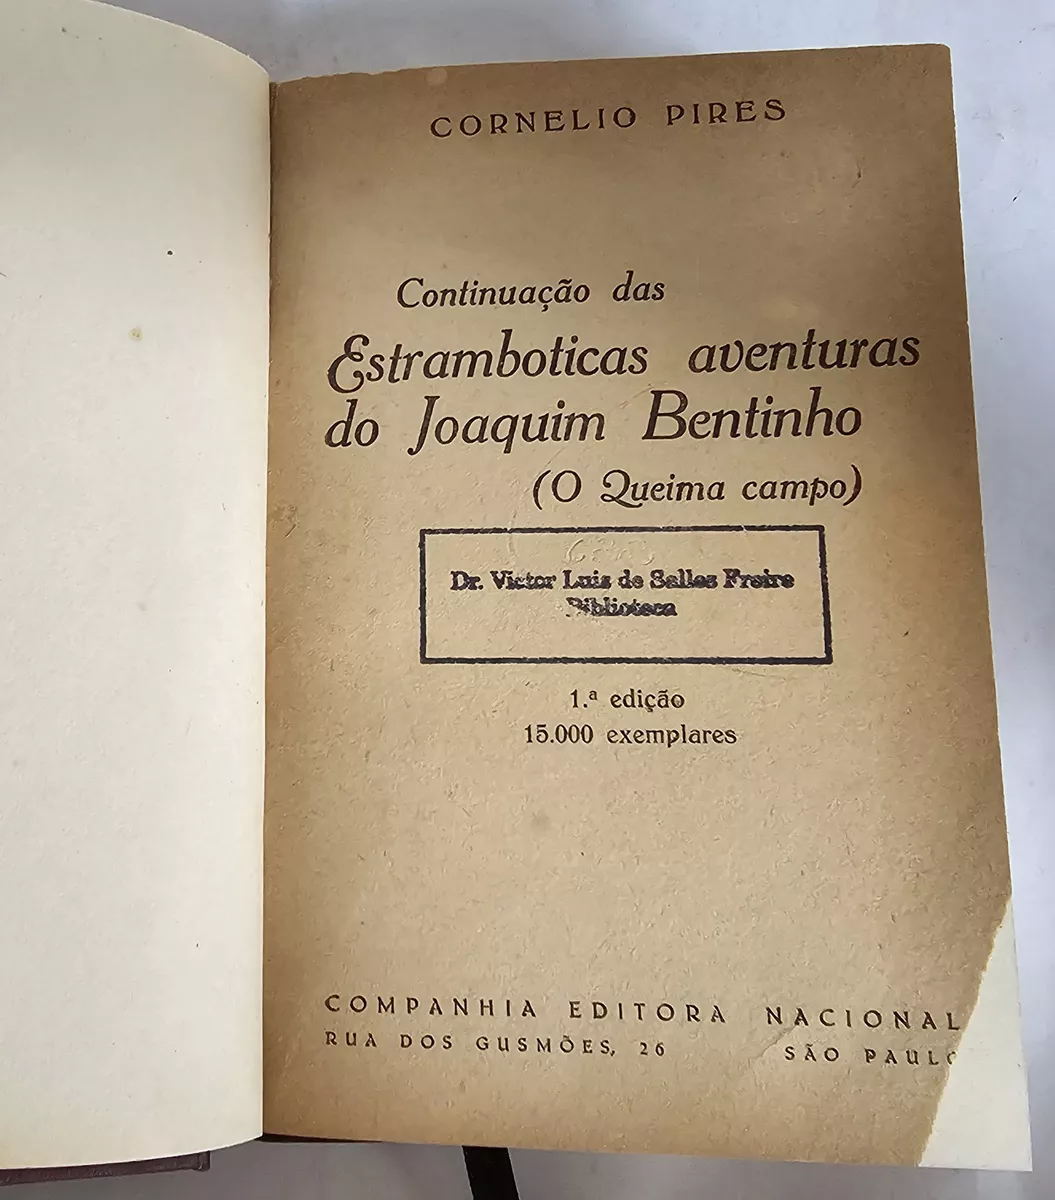 CORNELIO PIRES
Continuação das
Estramboticas aventuras
do Joaquim Bentinho
(O Queima campo)
Dr. Victor Luis de Salles Freire
Biblioteca
1.ª edição
15.000 exemplares
COMPANHIA EDITORA NACIONAL
RUA DOS GUSMÕES, 26 SÃO PAULO